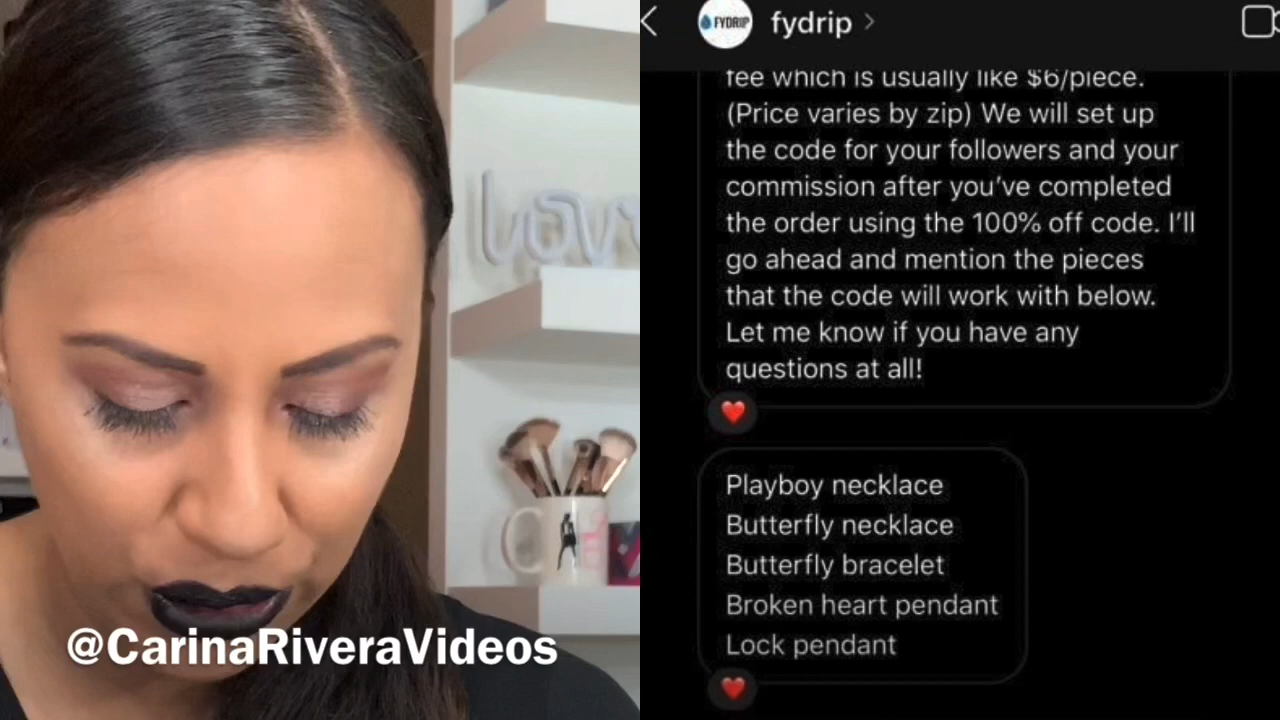 love
@CarinaRiveraVideos
FYDRIP
fydrip
fee which is usually like $6/piece.
(Price varies by zip) We will set up
the code for your followers and your
commission after you’ve completed
the order using the 100% off code. I’ll
go ahead and mention the pieces
that the code will work with below.
Let me know if you have any
questions at all!
Playboy necklace
Butterfly necklace
Butterfly bracelet
Broken heart pendant
Lock pendant